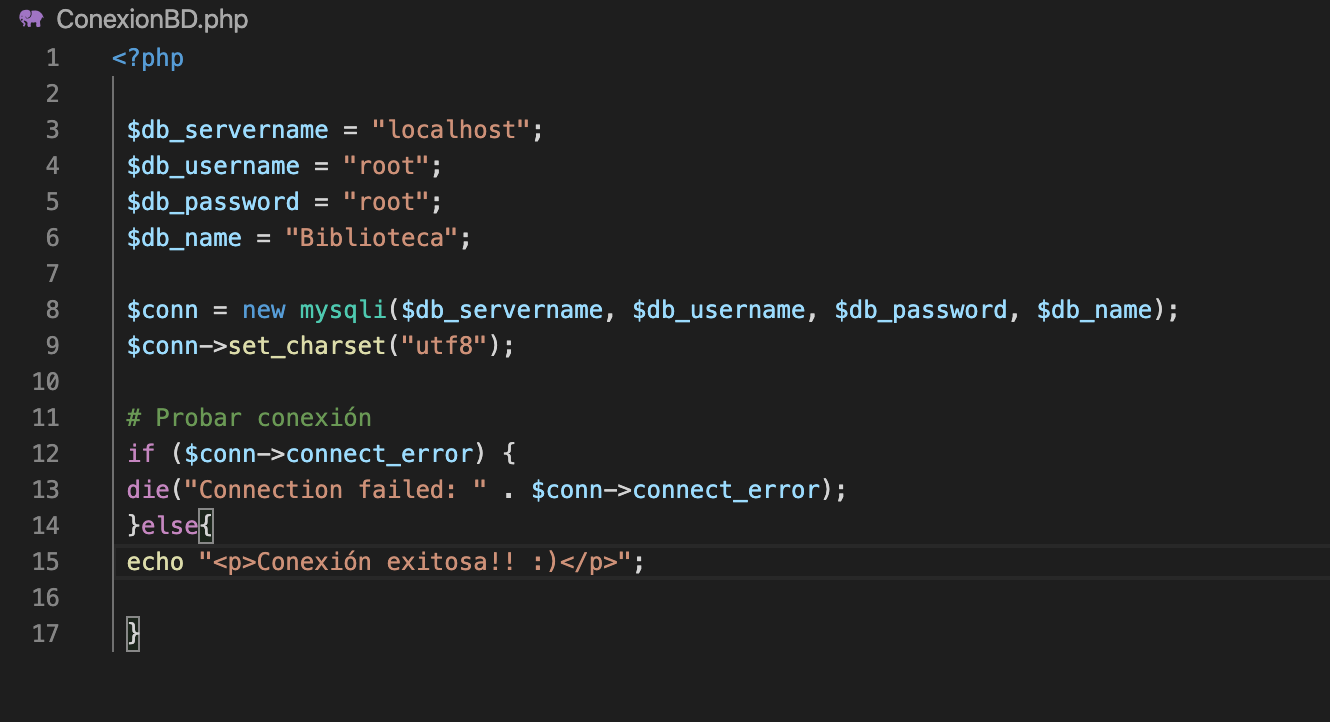 ConexionBD.php
1 <?php
2
3 $db_servername = "localhost";
4 $db_username = "root";
5 $db_password = "root";
6 $db_name = "Biblioteca";
7
8 $conn = new mysqli($db_servername, $db_username, $db_password, $db_name);
9 $conn->set_charset("utf8");
10
11 # Probar conexión
12 if ($conn->connect_error) {
13 die("Connection failed: " . $conn->connect_error);
14 }else{
15 echo "<p>Conexión exitosa!! :)</p>";
16
17 }